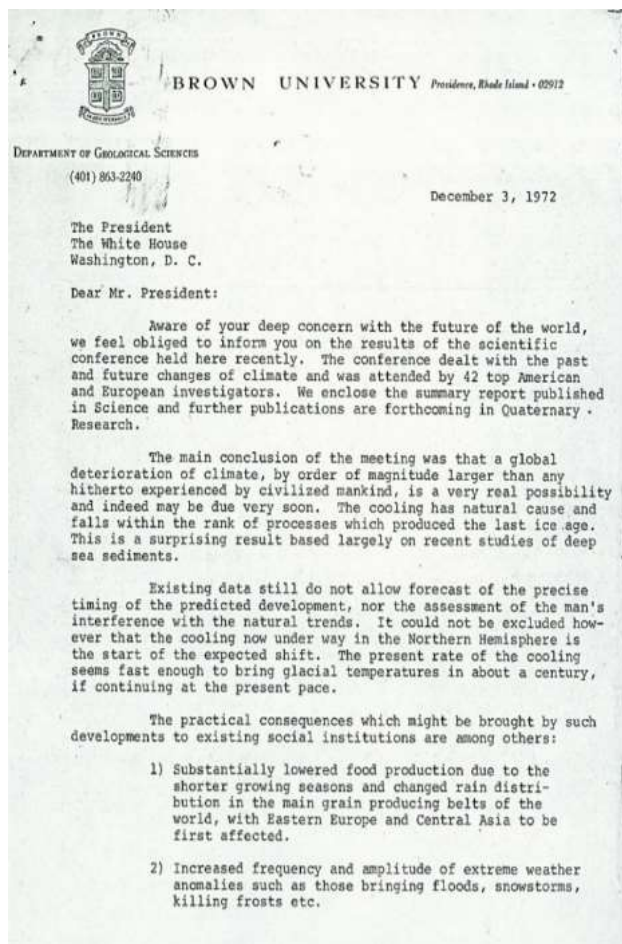 BROWN UNIVERSITY Providence, Rhode Island • 02912
DEPARTMENT OF GEOLOGICAL SCIENCES
(401) 863-2240
December 3, 1972
The President
The White House
Washington, D. C.
Dear Mr. President:
Aware of your deep concern with the future of the world,
we feel obliged to inform you on the results of the scientific
conference held here recently. The conference dealt with the past
and future changes of climate and was attended by 42 top American
and European investigators. We enclose the summary report published
in Science and further publications are forthcoming in Quaternary
Research.
The main conclusion of the meeting was that a global
deterioration of climate, by order of magnitude larger than any
hitherto experienced by civilized mankind, is a very real possibility
and indeed may be due very soon. The cooling has natural cause and
falls within the rank of processes which produced the last ice age.
This is a surprising result based largely on recent studies of deep
sea sediments.
Existing data still do not allow forecast of the precise
timing of the predicted development, nor the assessment of the man's
interference with the natural trends. It could not be excluded how-
ever that the cooling now under way in the Northern Hemisphere is
the start of the expected shift. The present rate of the cooling
seems fast enough to bring glacial temperatures in about a century,
if continuing at the present pace.
The practical consequences which might be brought by such
developments to existing social institutions are among others:
1) Substantially lowered food production due to the
shorter growing seasons and changed rain distri-
bution in the main grain producing belts of the
world, with Eastern Europe and Central Asia to be
first affected.
2) Increased frequency and amplitude of extreme weather
anomalies such as those bringing floods, snowstorms,
killing frosts etc.